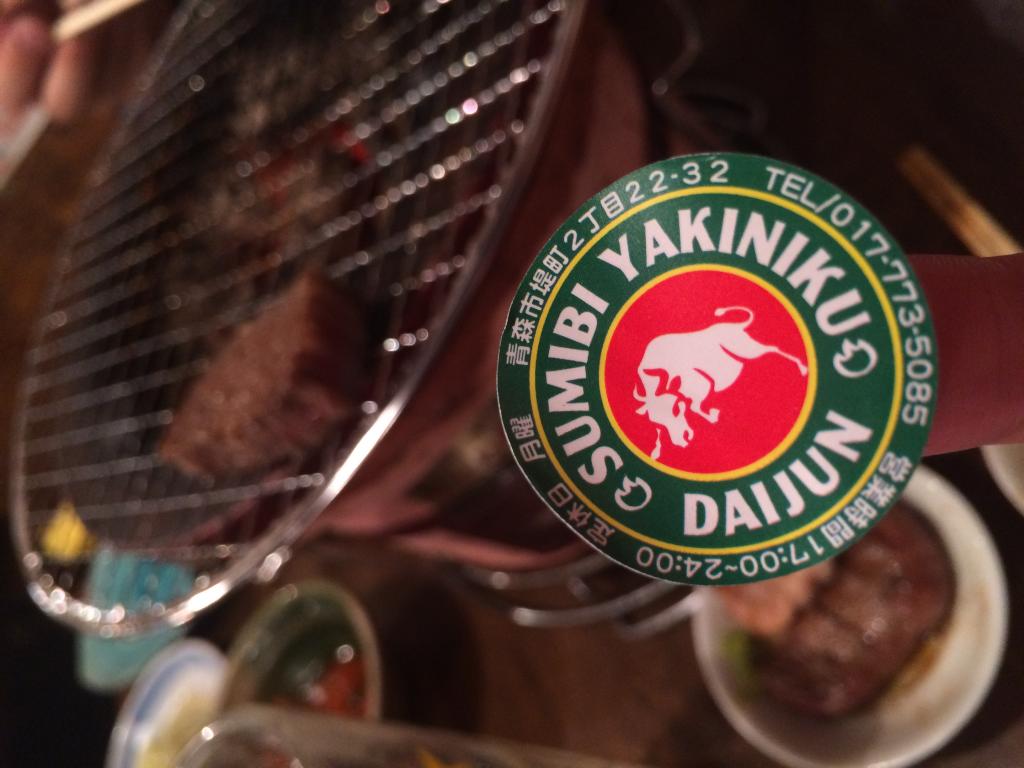 SUMIBI YAKINIKU
DAIJUN
青森市堤町2丁目22-32
TEL/017-773-5085
営業時間17:00~24:00
定休日 月曜